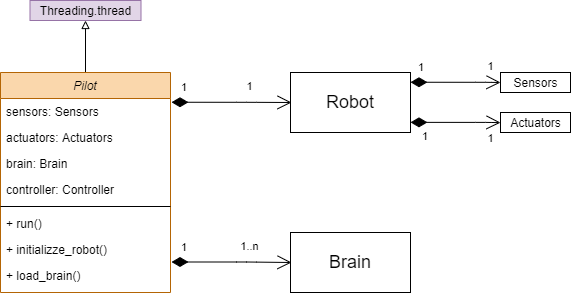 Threading.thread
Pilot
sensors: Sensors
actuators: Actuators
brain: Brain
controller: Controller
+ run()
+ initializze_robot()
+ load_brain()
1
1
Robot
1
1
Sensors
1
1
Actuators
1
1..n
Brain